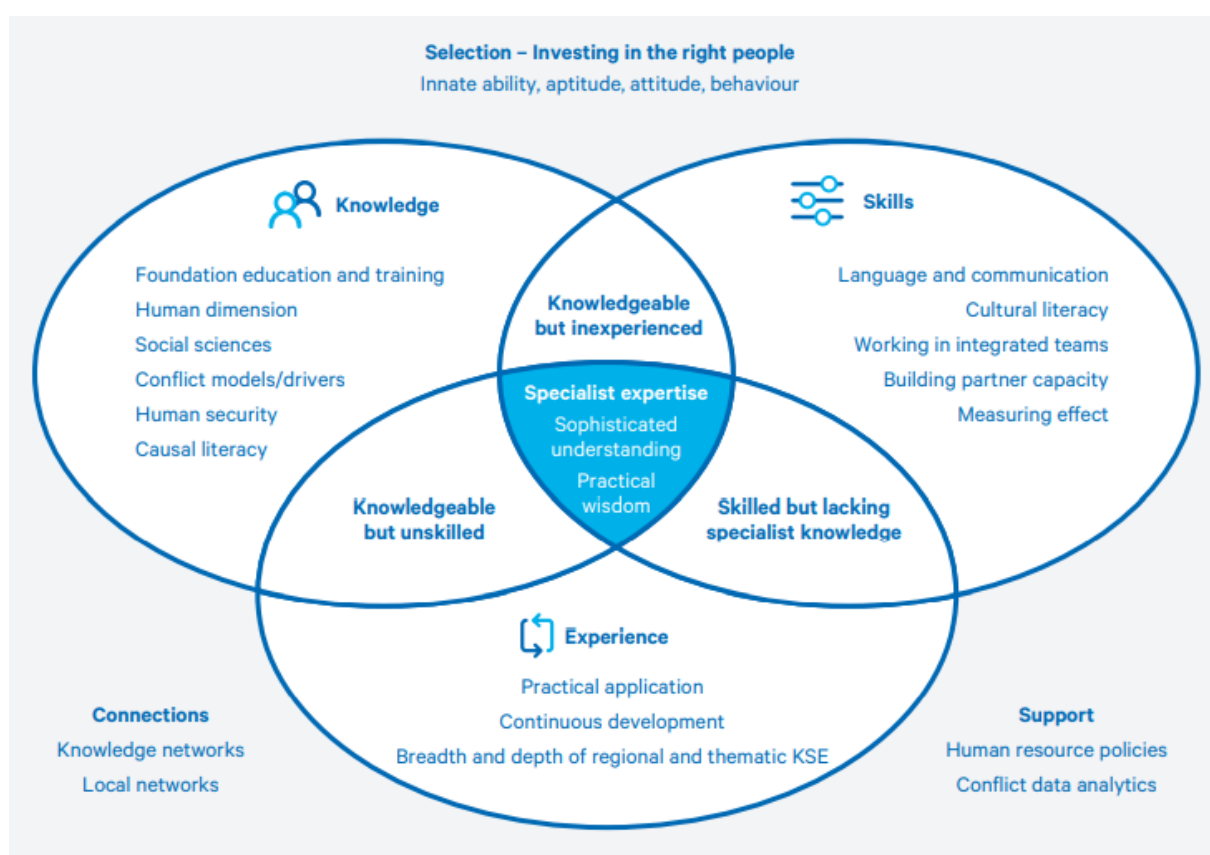 Selection – Investing in the right people
Innate ability, aptitude, attitude, behaviour
Knowledge
Foundation education and training
Human dimension
Social sciences
Conflict models/drivers
Human security
Causal literacy
Skills
Language and communication
Cultural literacy
Working in integrated teams
Building partner capacity
Measuring effect
Knowledgeable
but inexperienced
Specialist expertise
Sophisticated
understanding
Practical
wisdom
Knowledgeable
but unskilled
Skilled but lacking
specialist knowledge
Experience
Practical application
Continuous development
Breadth and depth of regional and thematic KSE
Connections
Knowledge networks
Local networks
Support
Human resource policies
Conflict data analytics